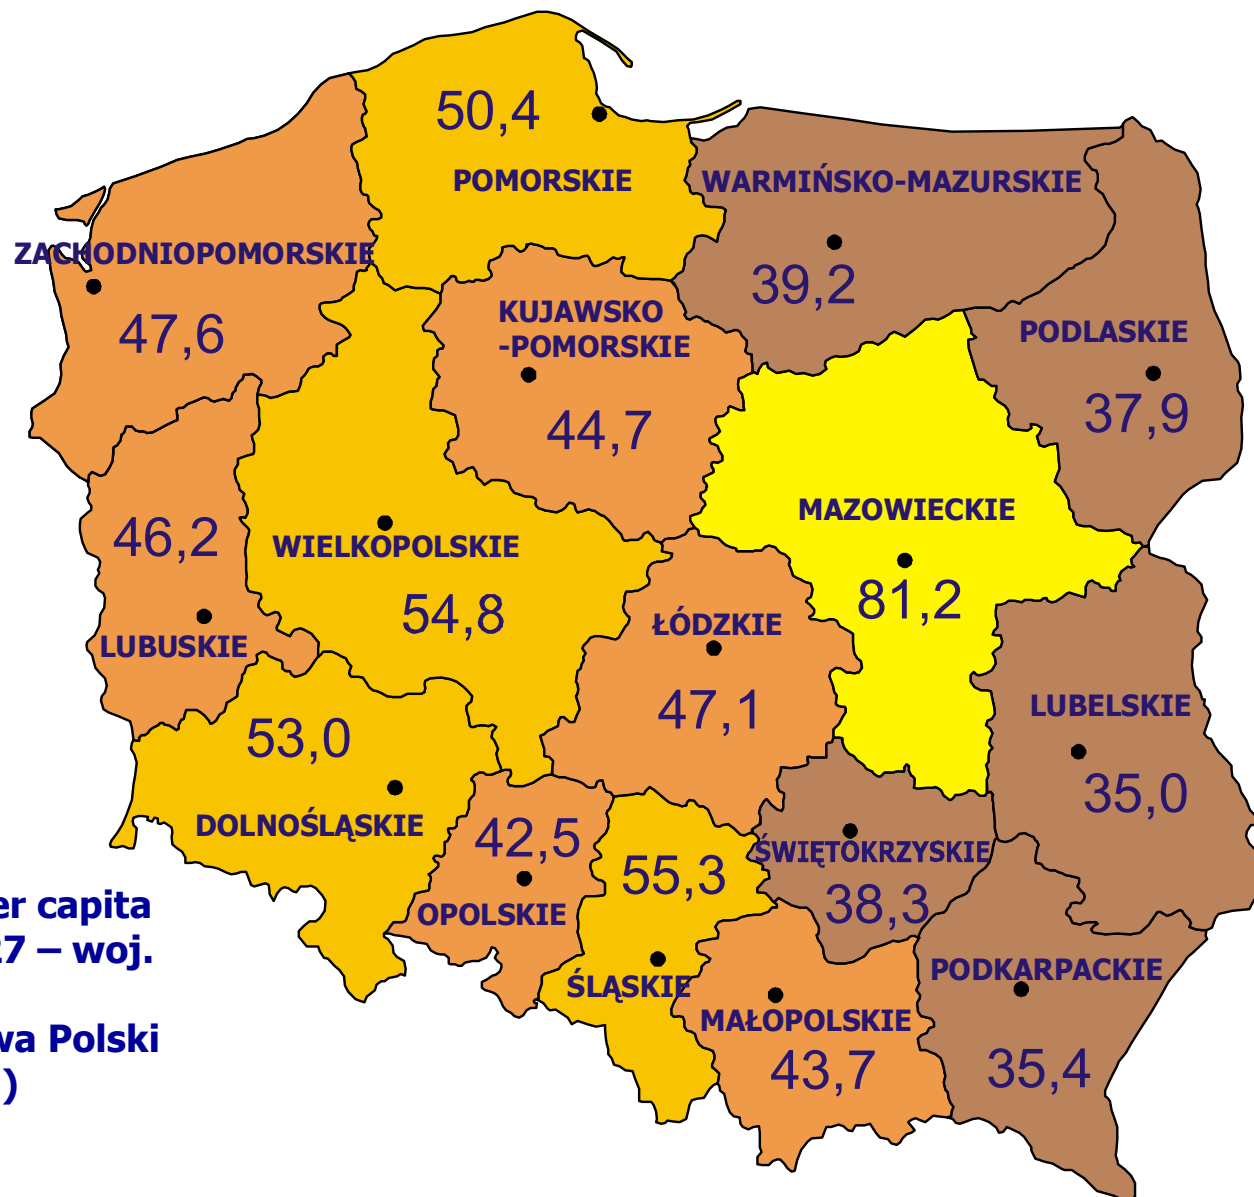 50,4
POMORSKIE
WARMIŃSKO-MAZURSKIE
39,2
ZACHODNIOPOMORSKIE
47,6
KUJAWSKO
-POMORSKIE
44,7
PODLASKIE
37,9
46,2
LUBUSKIE
WIELKOPOLSKIE
54,8
MAZOWIECKIE
81,2
ŁÓDZKIE
47,1
LUBELSKIE
35,0
53,0
DOLNOŚLĄSKIE
42,5
OPOLSKIE
55,3
ŚLĄSKIE
ŚWIĘTOKRZYSKIE
38,3
MAŁOPOLSKIE
43,7
PODKARPACKIE
35,4
er capita
27 – woj.
wa Polski
)